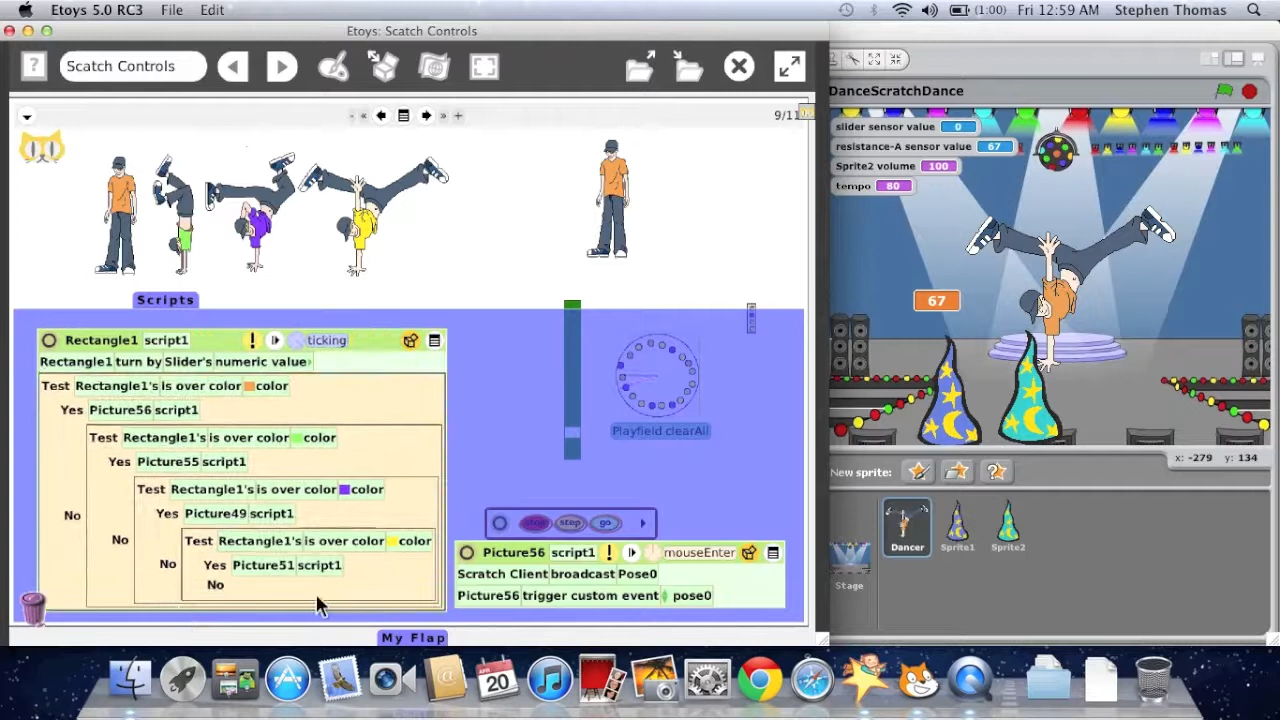 Etoys 5.0 RC3 File Edit (1:00) Fri 12:59 AM Stephen Thomas
Etoys: Scatch Controls
? Scatch Controls
DanceScratchDance
- « » + 9/11
slider sensor value 0
resistance-A sensor value 67
Sprite2 volume 100
tempo 80
67
Scripts
Rectangle1 script1 ! ticking
Rectangle1 turn by Slider's numeric value
Test Rectangle1's is over color color
Yes Picture56 script1
Test Rectangle1's is over color color
Yes Picture55 script1
Test Rectangle1's is over color color
Yes Picture49 script1
No
Test Rectangle1's is over color color
No
Yes Picture51 script1
No
No
Playfield clearAll
stop step go
Picture56 script1 ! mouseEnter
Scratch Client broadcast Pose0
Picture56 trigger custom event pose0
My Flap
x: -279 y: 134
New sprite:
Dancer
Sprite1
Sprite2
Stage
APR
20